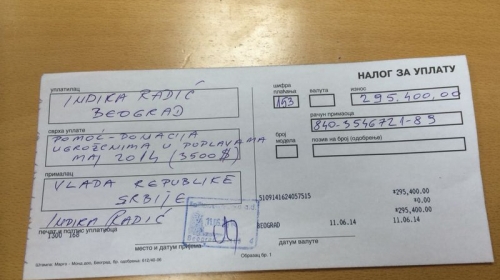 НАЛОГ ЗА УПЛАТУ
уплатилац
INDIKA RADIĆ
BEOGRAD
сврха уплате
POMOĆ-DONACIJA
UGROŽENIMA U POPLAVAMA
MAJ 2014 (3500 $)
прималац
VLADA REPUBLIKE
SRBIJE
INDIKA RADIĆ
печат и потпис уплатиоца
1300 160
место и датум пријема
шифра плаћања
153
валута
износ
295.400,00
рачун примаоца
840-3546721-89
број модела
позив на број (одобрење)
5109141624057515
*295,400.00
*0.00
*295,400.00
BEOGRAD
11.06.14
11.06.14
датум валуте
Образац бр. 1